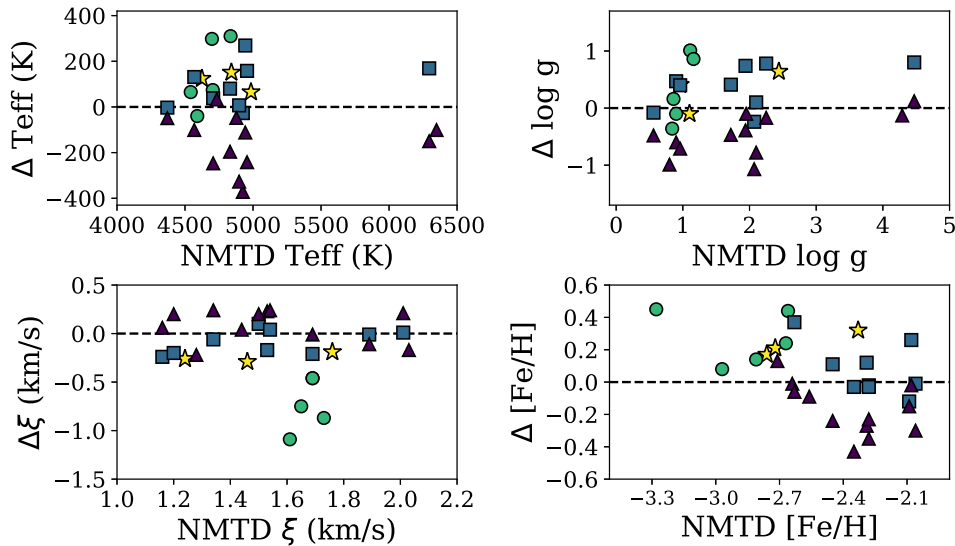 400
200
0
−200
−400
Δ Teff (K)
4000 4500 5000 5500 6000 6500
NMTD Teff (K)
1
0
−1
Δ log g
0 1 2 3 4 5
NMTD log g
0.5
0.0
−0.5
−1.0
−1.5
Δξ (km/s)
1.0 1.2 1.4 1.6 1.8 2.0 2.2
NMTD ξ (km/s)
0.6
0.4
0.2
0.0
−0.2
−0.4
−0.6
Δ [Fe/H]
−3.3 −3.0 −2.7 −2.4 −2.1
NMTD [Fe/H]